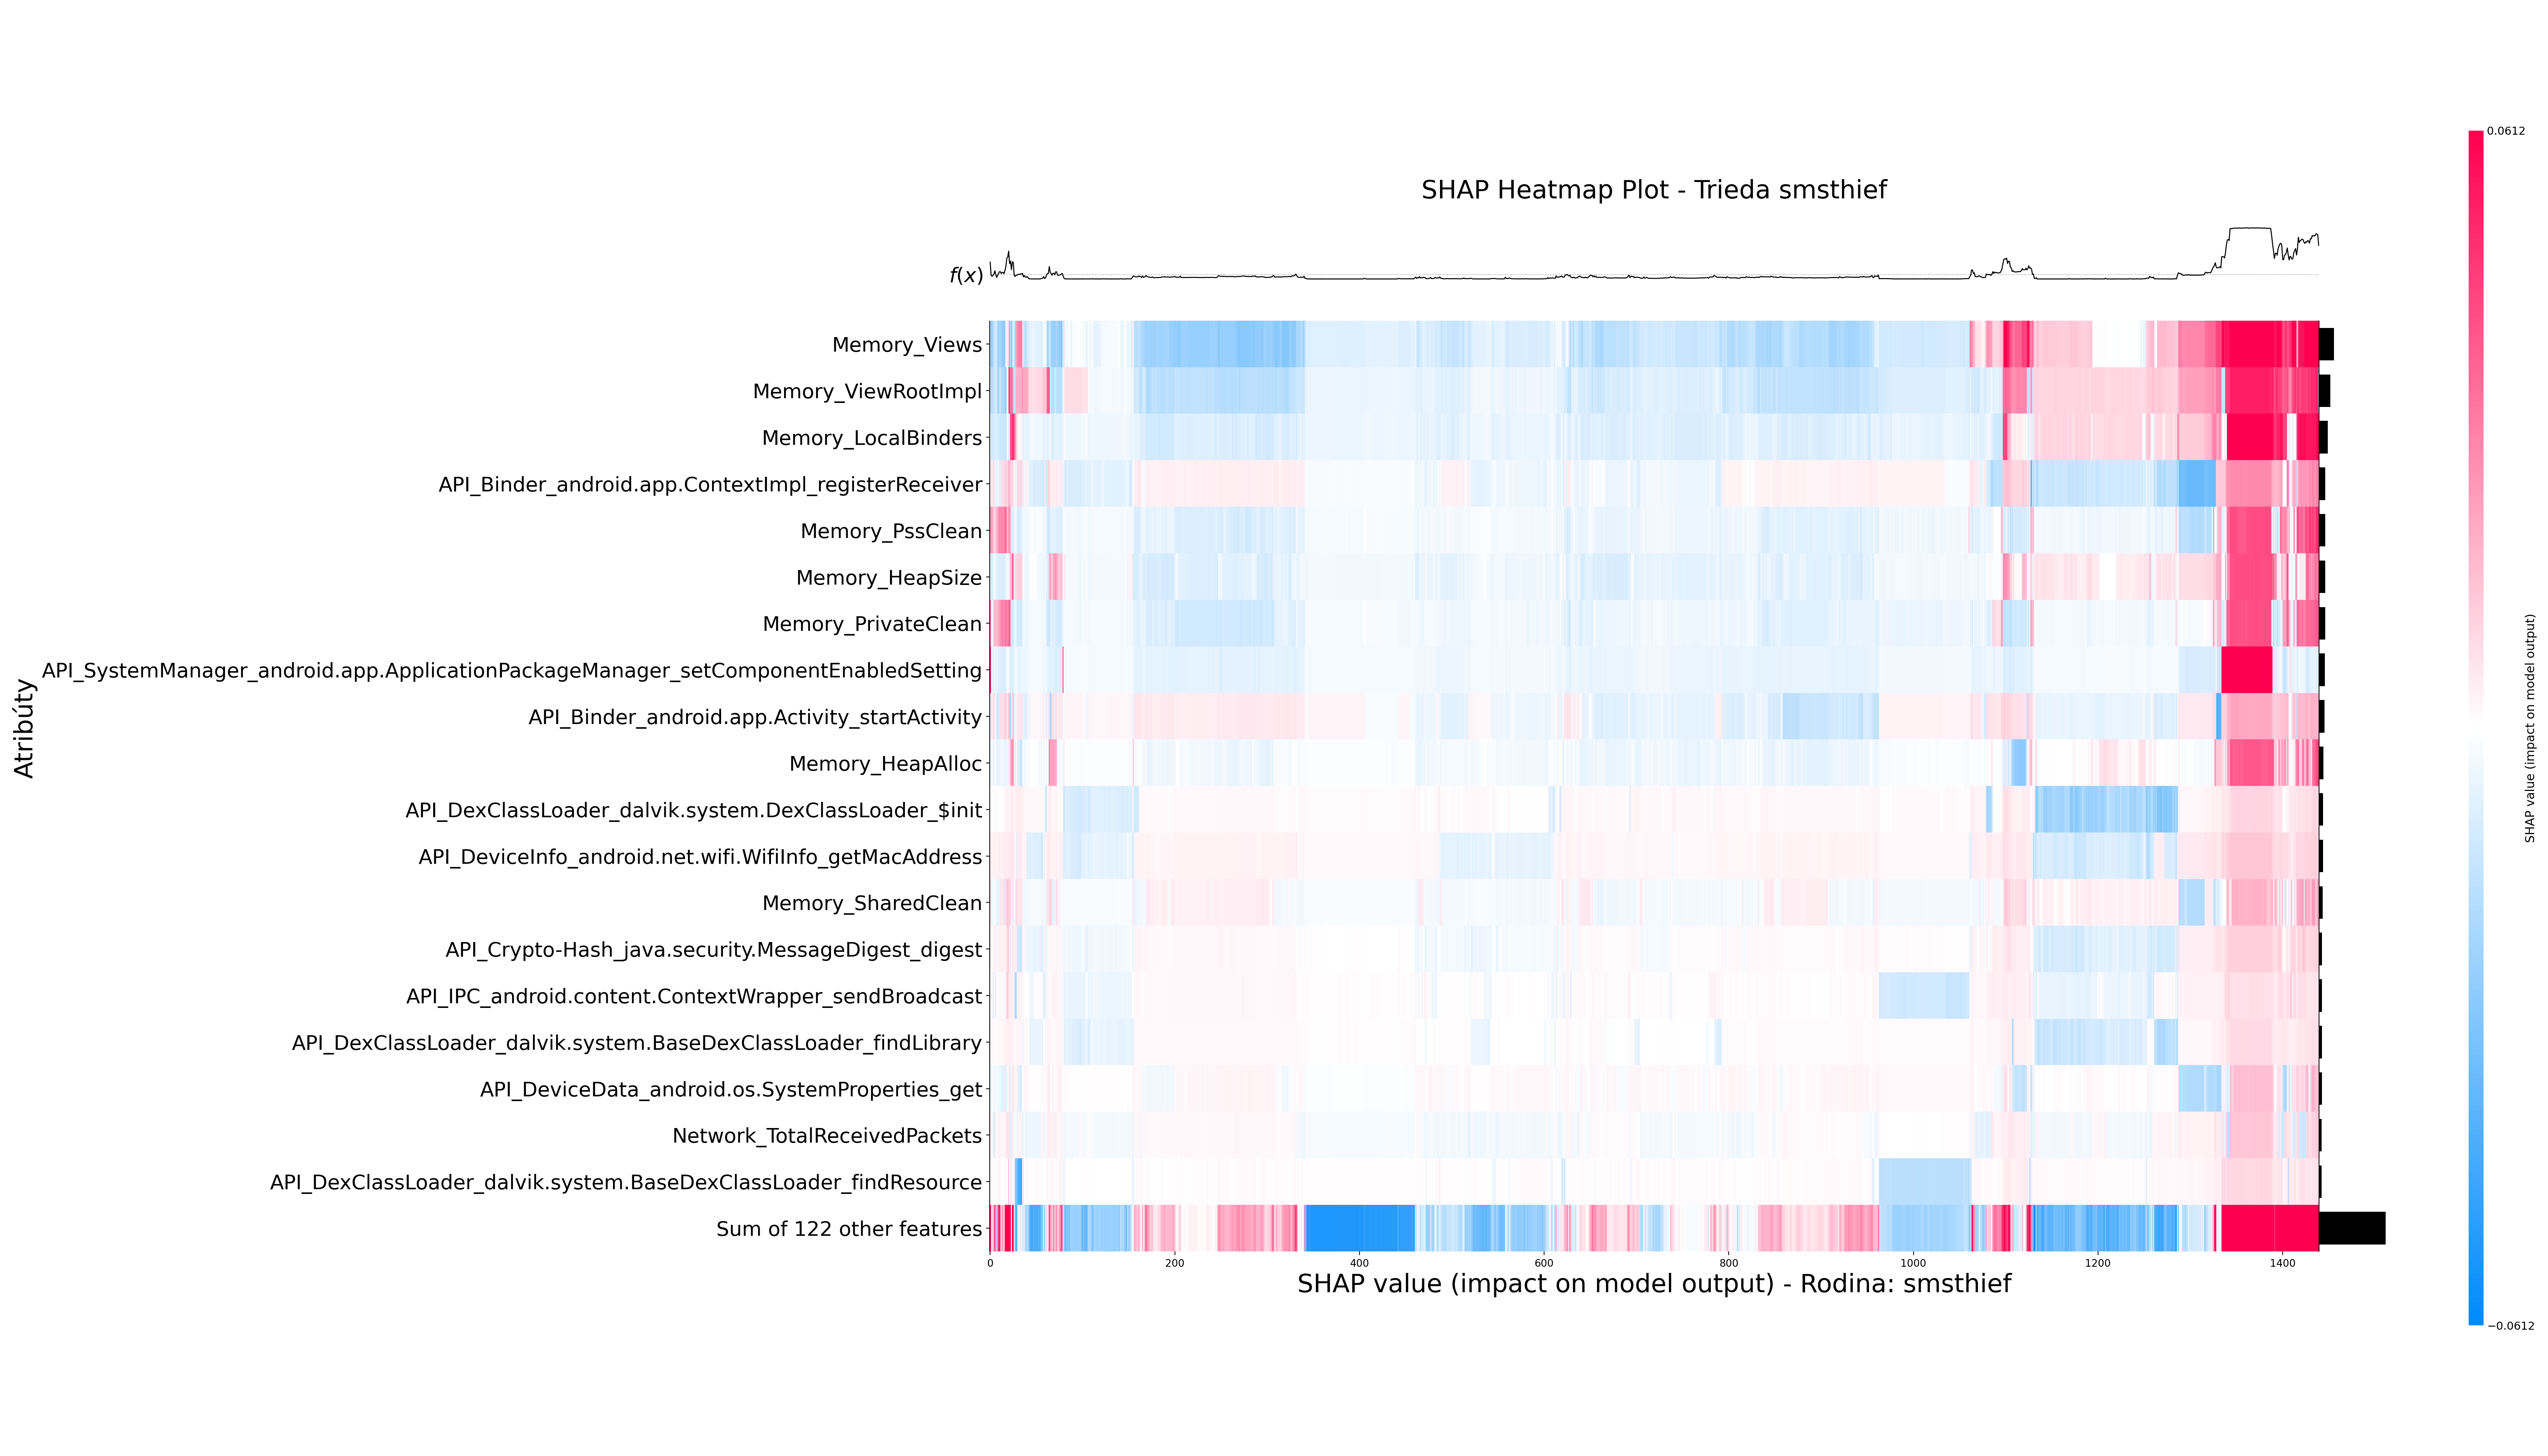 SHAP Heatmap Plot - Trieda smsthief
f(x)
Memory_Views
Memory_ViewRootImpl
Memory_LocalBinders
API_Binder_android.app.ContextImpl_registerReceiver
Memory_PssClean
Memory_HeapSize
Memory_PrivateClean
API_SystemManager_android.app.ApplicationPackageManager_setComponentEnabledSetting
API_Binder_android.app.Activity_startActivity
Memory_HeapAlloc
API_DexClassLoader_dalvik.system.DexClassLoader_$init
API_DeviceInfo_android.net.wifi.WifiInfo_getMacAddress
Memory_SharedClean
API_Crypto-Hash_java.security.MessageDigest_digest
API_IPC_android.content.ContextWrapper_sendBroadcast
API_DexClassLoader_dalvik.system.BaseDexClassLoader_findLibrary
API_DeviceData_android.os.SystemProperties_get
Network_TotalReceivedPackets
API_DexClassLoader_dalvik.system.BaseDexClassLoader_findResource
Sum of 122 other features
Atribúty
0 200 400 600 800 1000 1200 1400
SHAP value (impact on model output) - Rodina: smsthief
0.0612
SHAP value (impact on model output)
−0.0612